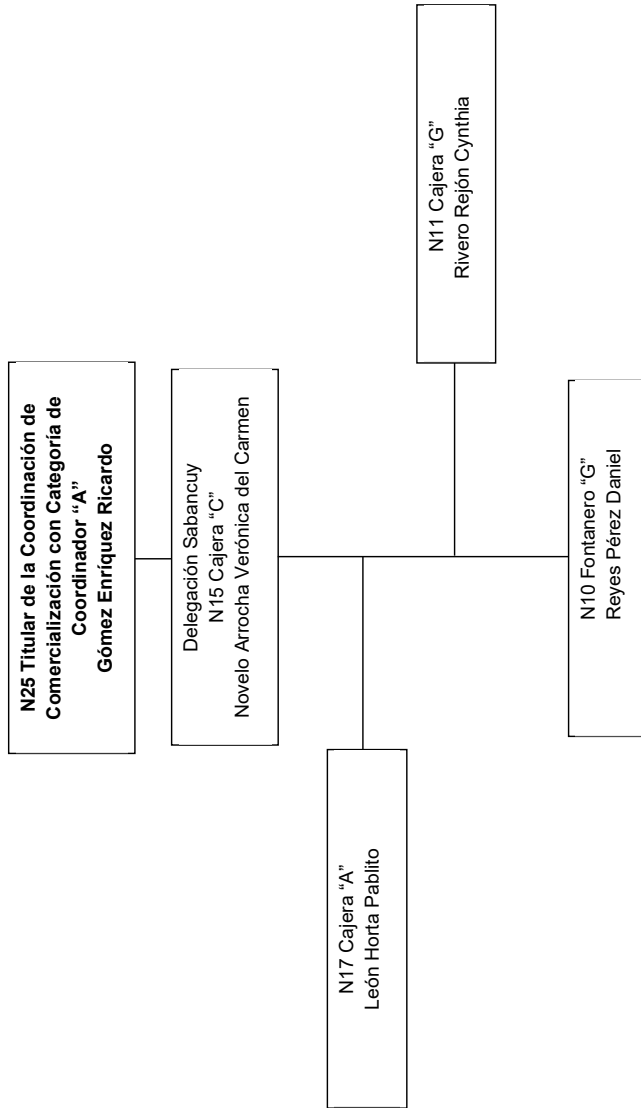 N25 Titular de la Coordinación de
Comercialización con Categoría de
Coordinador “A”
Gómez Enríquez Ricardo
Delegación Sabancuy
N15 Cajera “C”
Novelo Arrocha Verónica del Carmen
N17 Cajera “A”
León Horta Pablito
N11 Cajera “G”
Rivero Rejón Cynthia
N10 Fontanero “G”
Reyes Pérez Daniel